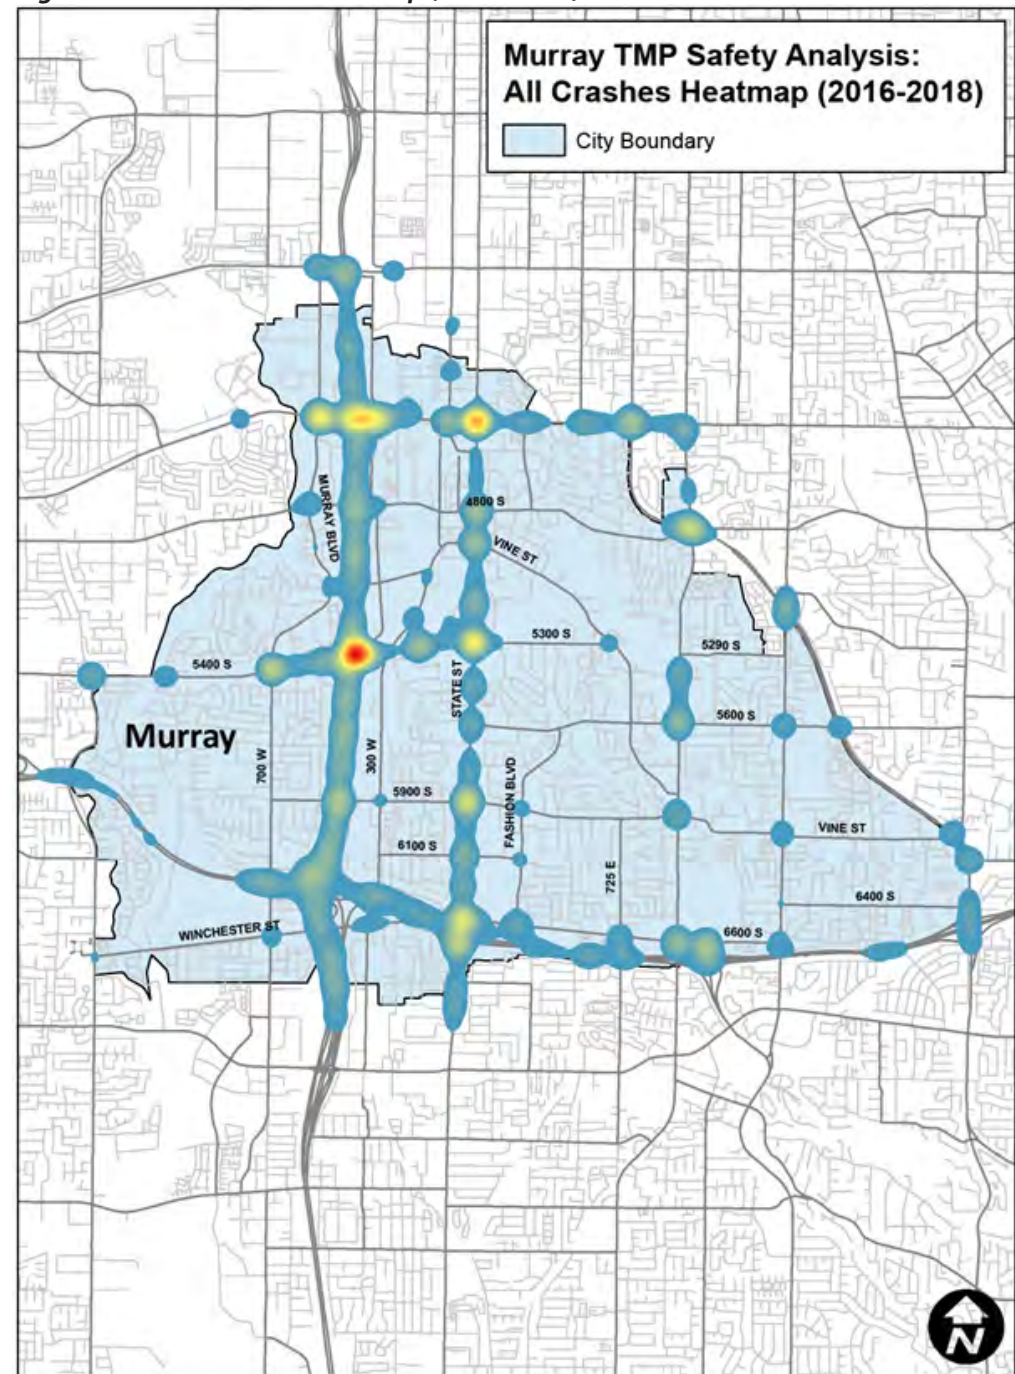 Murray TMP Safety Analysis:
All Crashes Heatmap (2016-2018)
City Boundary
MURRAY BLVD
4800 S
VINE ST
5300 S
5290 S
5400 S
STATE ST
5600 S
Murray
700 W
300 W
FASHION BLVD
5900 S
VINE ST
6100 S
725 E
6400 S
WINCHESTER ST
6600 S
N